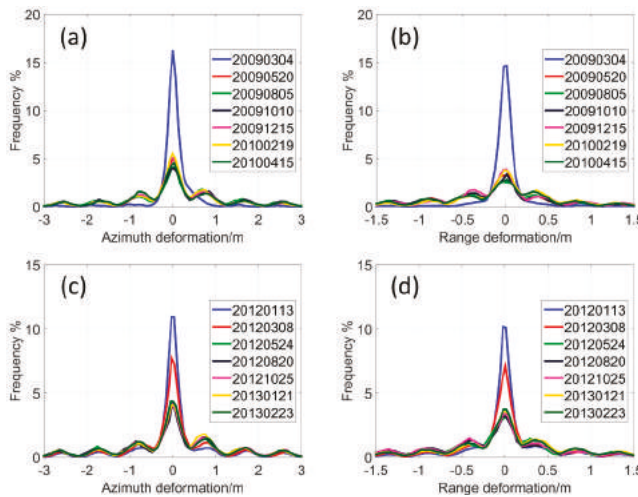 (a)
Frequency %
20
15
10
5
0
20090304
20090520
20090805
20091010
20091215
20100219
20100415
-3 -2 -1 0 1 2 3
Azimuth deformation/m
(b)
Frequency %
20
15
10
5
0
20090304
20090520
20090805
20091010
20091215
20100219
20100415
-1.5 -1 -0.5 0 0.5 1 1.5
Range deformation/m
(c)
Frequency %
15
10
5
0
20120113
20120308
20120524
20120820
20121025
20130121
20130223
-3 -2 -1 0 1 2 3
Azimuth deformation/m
(d)
Frequency %
15
10
5
0
20120113
20120308
20120524
20120820
20121025
20130121
20130223
-1.5 -1 -0.5 0 0.5 1 1.5
Range deformation/m